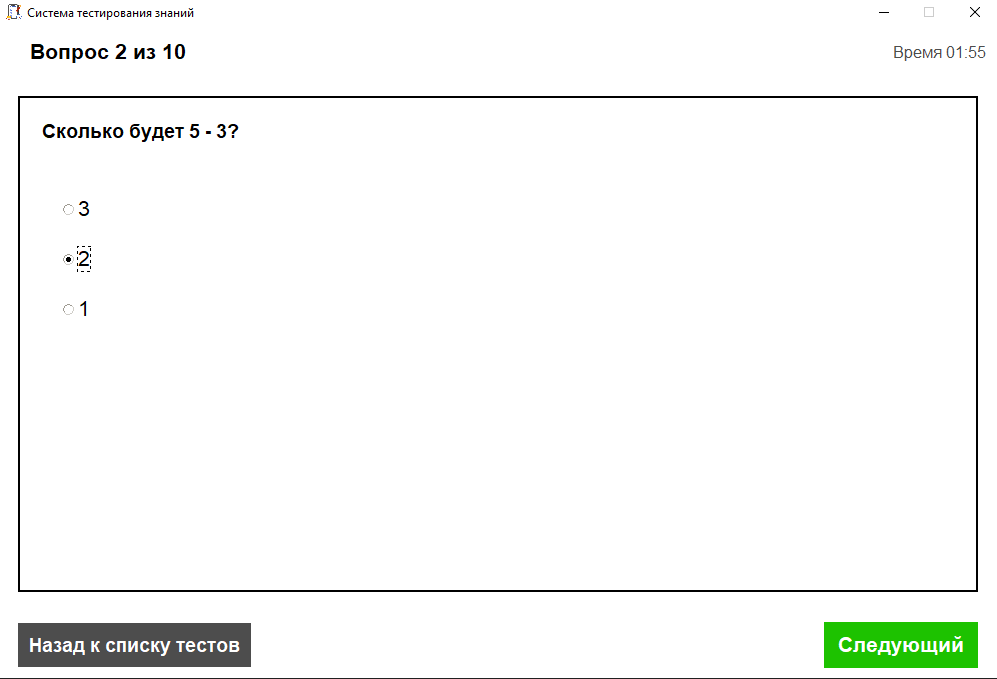 Система тестирования знаний
Вопрос 2 из 10
Время 01:55
Сколько будет 5 - 3?
3
2
1
Назад к списку тестов
Следующий